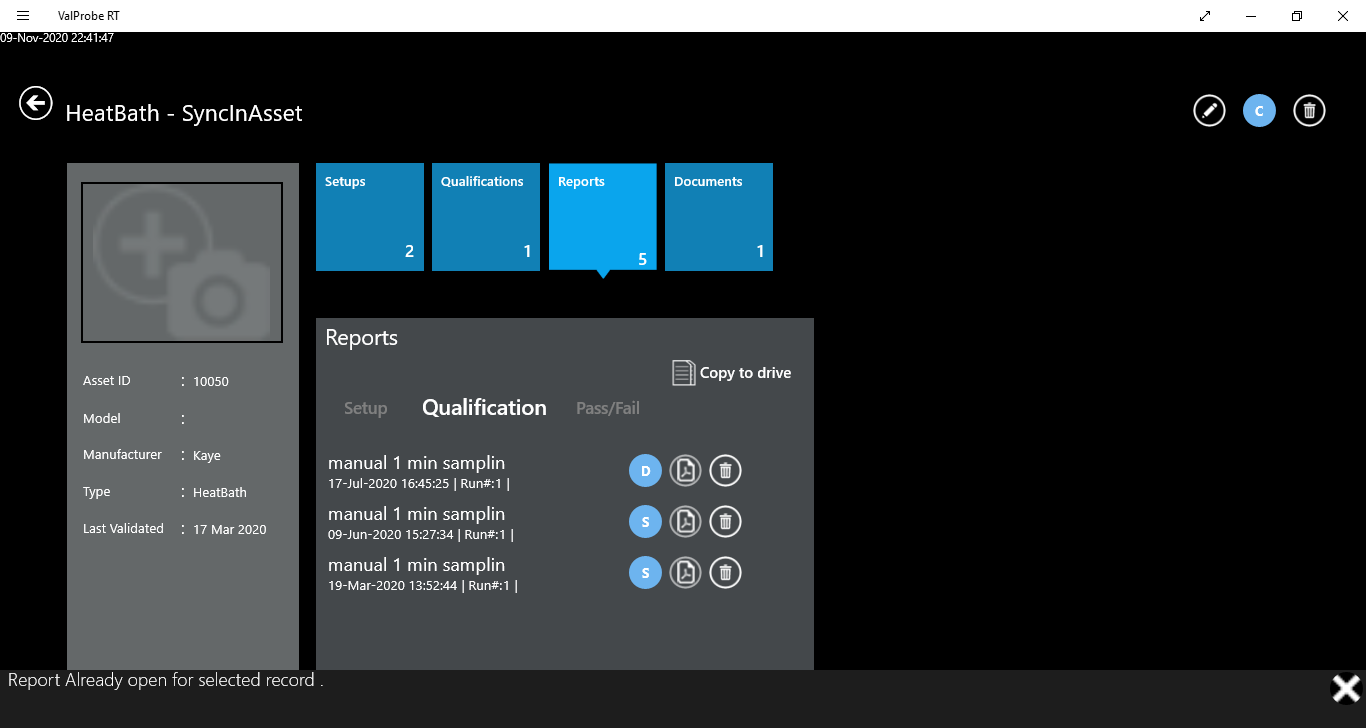 ValProbe RT
09-Nov-2020 22:41:47
HeatBath - SyncInAsset
C
Setups
2
Qualifications
1
Reports
5
Documents
1
Asset ID : 10050
Model :
Manufacturer : Kaye
Type : HeatBath
Last Validated : 17 Mar 2020
Reports
Copy to drive
Setup Qualification Pass/Fail
manual 1 min samplin
17-Jul-2020 16:45:25 | Run#:1 |
D
manual 1 min samplin
09-Jun-2020 15:27:34 | Run#:1 |
S
manual 1 min samplin
19-Mar-2020 13:52:44 | Run#:1 |
S
Report Already open for selected record .